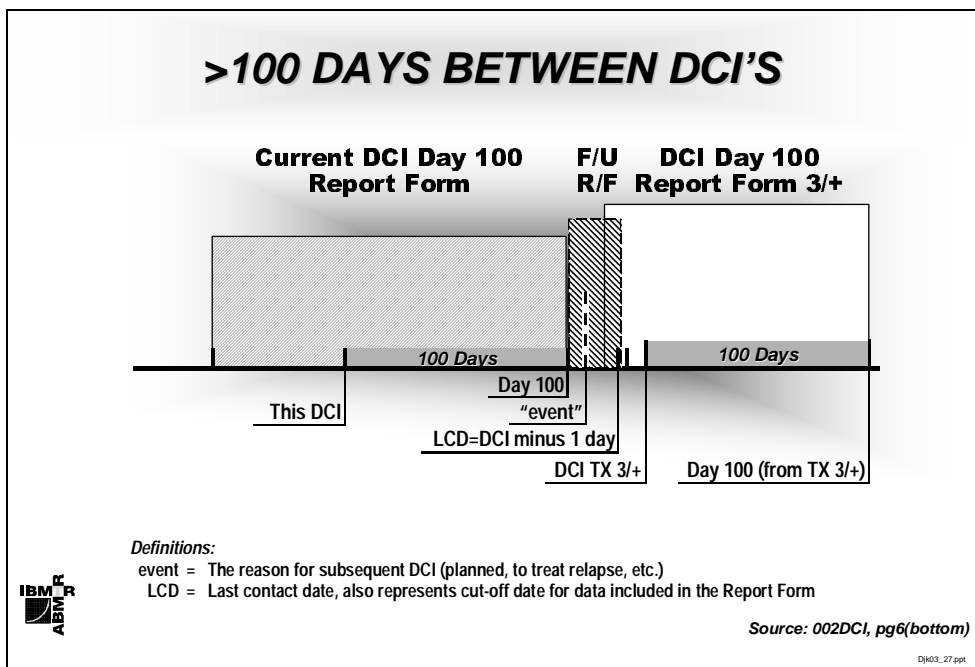 >100 DAYS BETWEEN DCI'S
Current DCI Day 100
Report Form
F/U
R/F
DCI Day 100
Report Form 3/+
100 Days
100 Days
Day 100
This DCI
"event"
LCD=DCI minus 1 day
DCI TX 3/+
Day 100 (from TX 3/+)
Definitions:
event = The reason for subsequent DCI (planned, to treat relapse, etc.)
LCD = Last contact date, also represents cut-off date for data included in the Report Form
IBMTR
ABMTR
Source: 002DCI, pg6(bottom)
Djk03_27.ppt